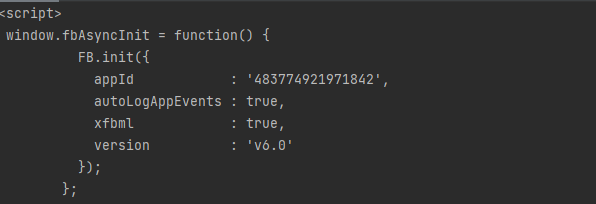 <script>
window.fbAsyncInit = function() {
FB.init({
appId : '483774921971842',
autoLogAppEvents : true,
xfbml : true,
version : 'v6.0'
});
};